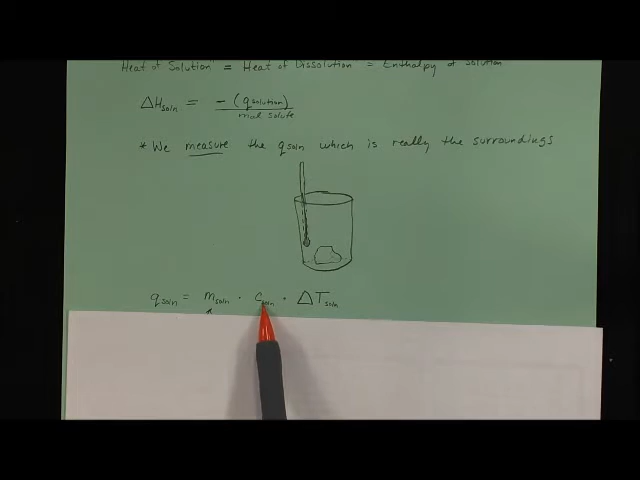 Heat of Solution" = Heat of Dissolution = Enthalpy of solution
ΔHsoln = - (qsolution)
mol solute
* We measure the qsoln which is really the surroundings
qsoln = msoln · csoln · ΔTsoln